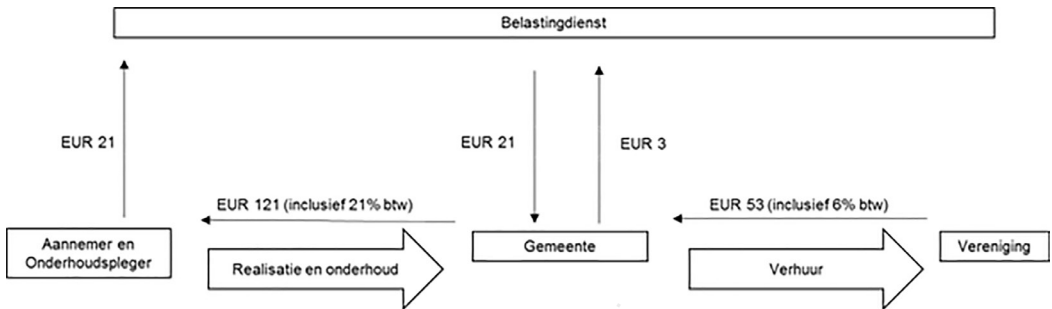 Belastingdienst
EUR 21
EUR 21
EUR 3
EUR 121 (inclusief 21% btw)
EUR 53 (inclusief 6% btw)
Aannemer en
Onderhoudspleger
Realisatie en onderhoud
Gemeente
Verhuur
Vereniging